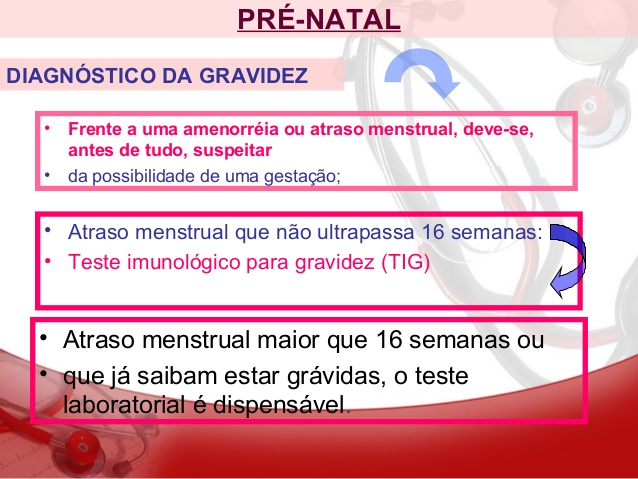 PRÉ-NATAL
DIAGNÓSTICO DA GRAVIDEZ
• Frente a uma amenorréia ou atraso menstrual, deve-se,
antes de tudo, suspeitar
• da possibilidade de uma gestação;
• Atraso menstrual que não ultrapassa 16 semanas:
• Teste imunológico para gravidez (TIG)
• Atraso menstrual maior que 16 semanas ou
• que já saibam estar grávidas, o teste
laboratorial é dispensável.